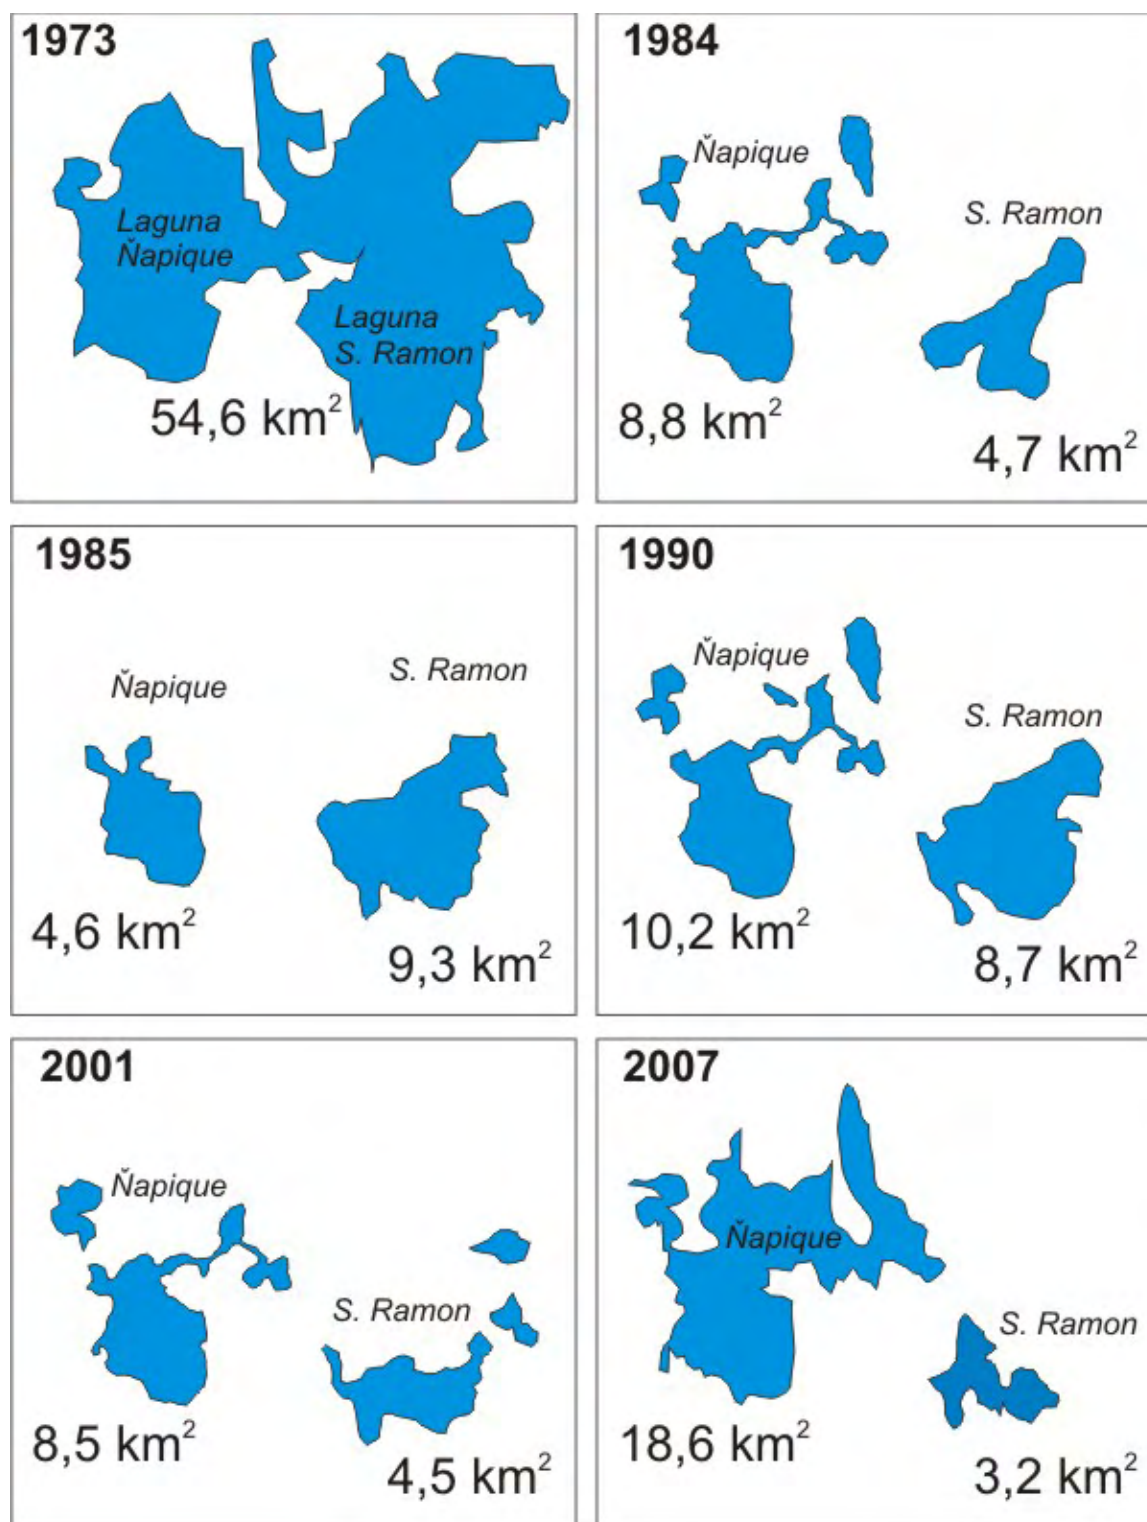 1973
Laguna
Ňapique
Laguna
S. Ramon
54,6 km²
1984
Ňapique
S. Ramon
8,8 km²
4,7 km²
1985
Ňapique
S. Ramon
4,6 km²
9,3 km²
1990
Ňapique
S. Ramon
10,2 km²
8,7 km²
2001
Ňapique
S. Ramon
8,5 km²
4,5 km²
2007
Ňapique
S. Ramon
18,6 km²
3,2 km²